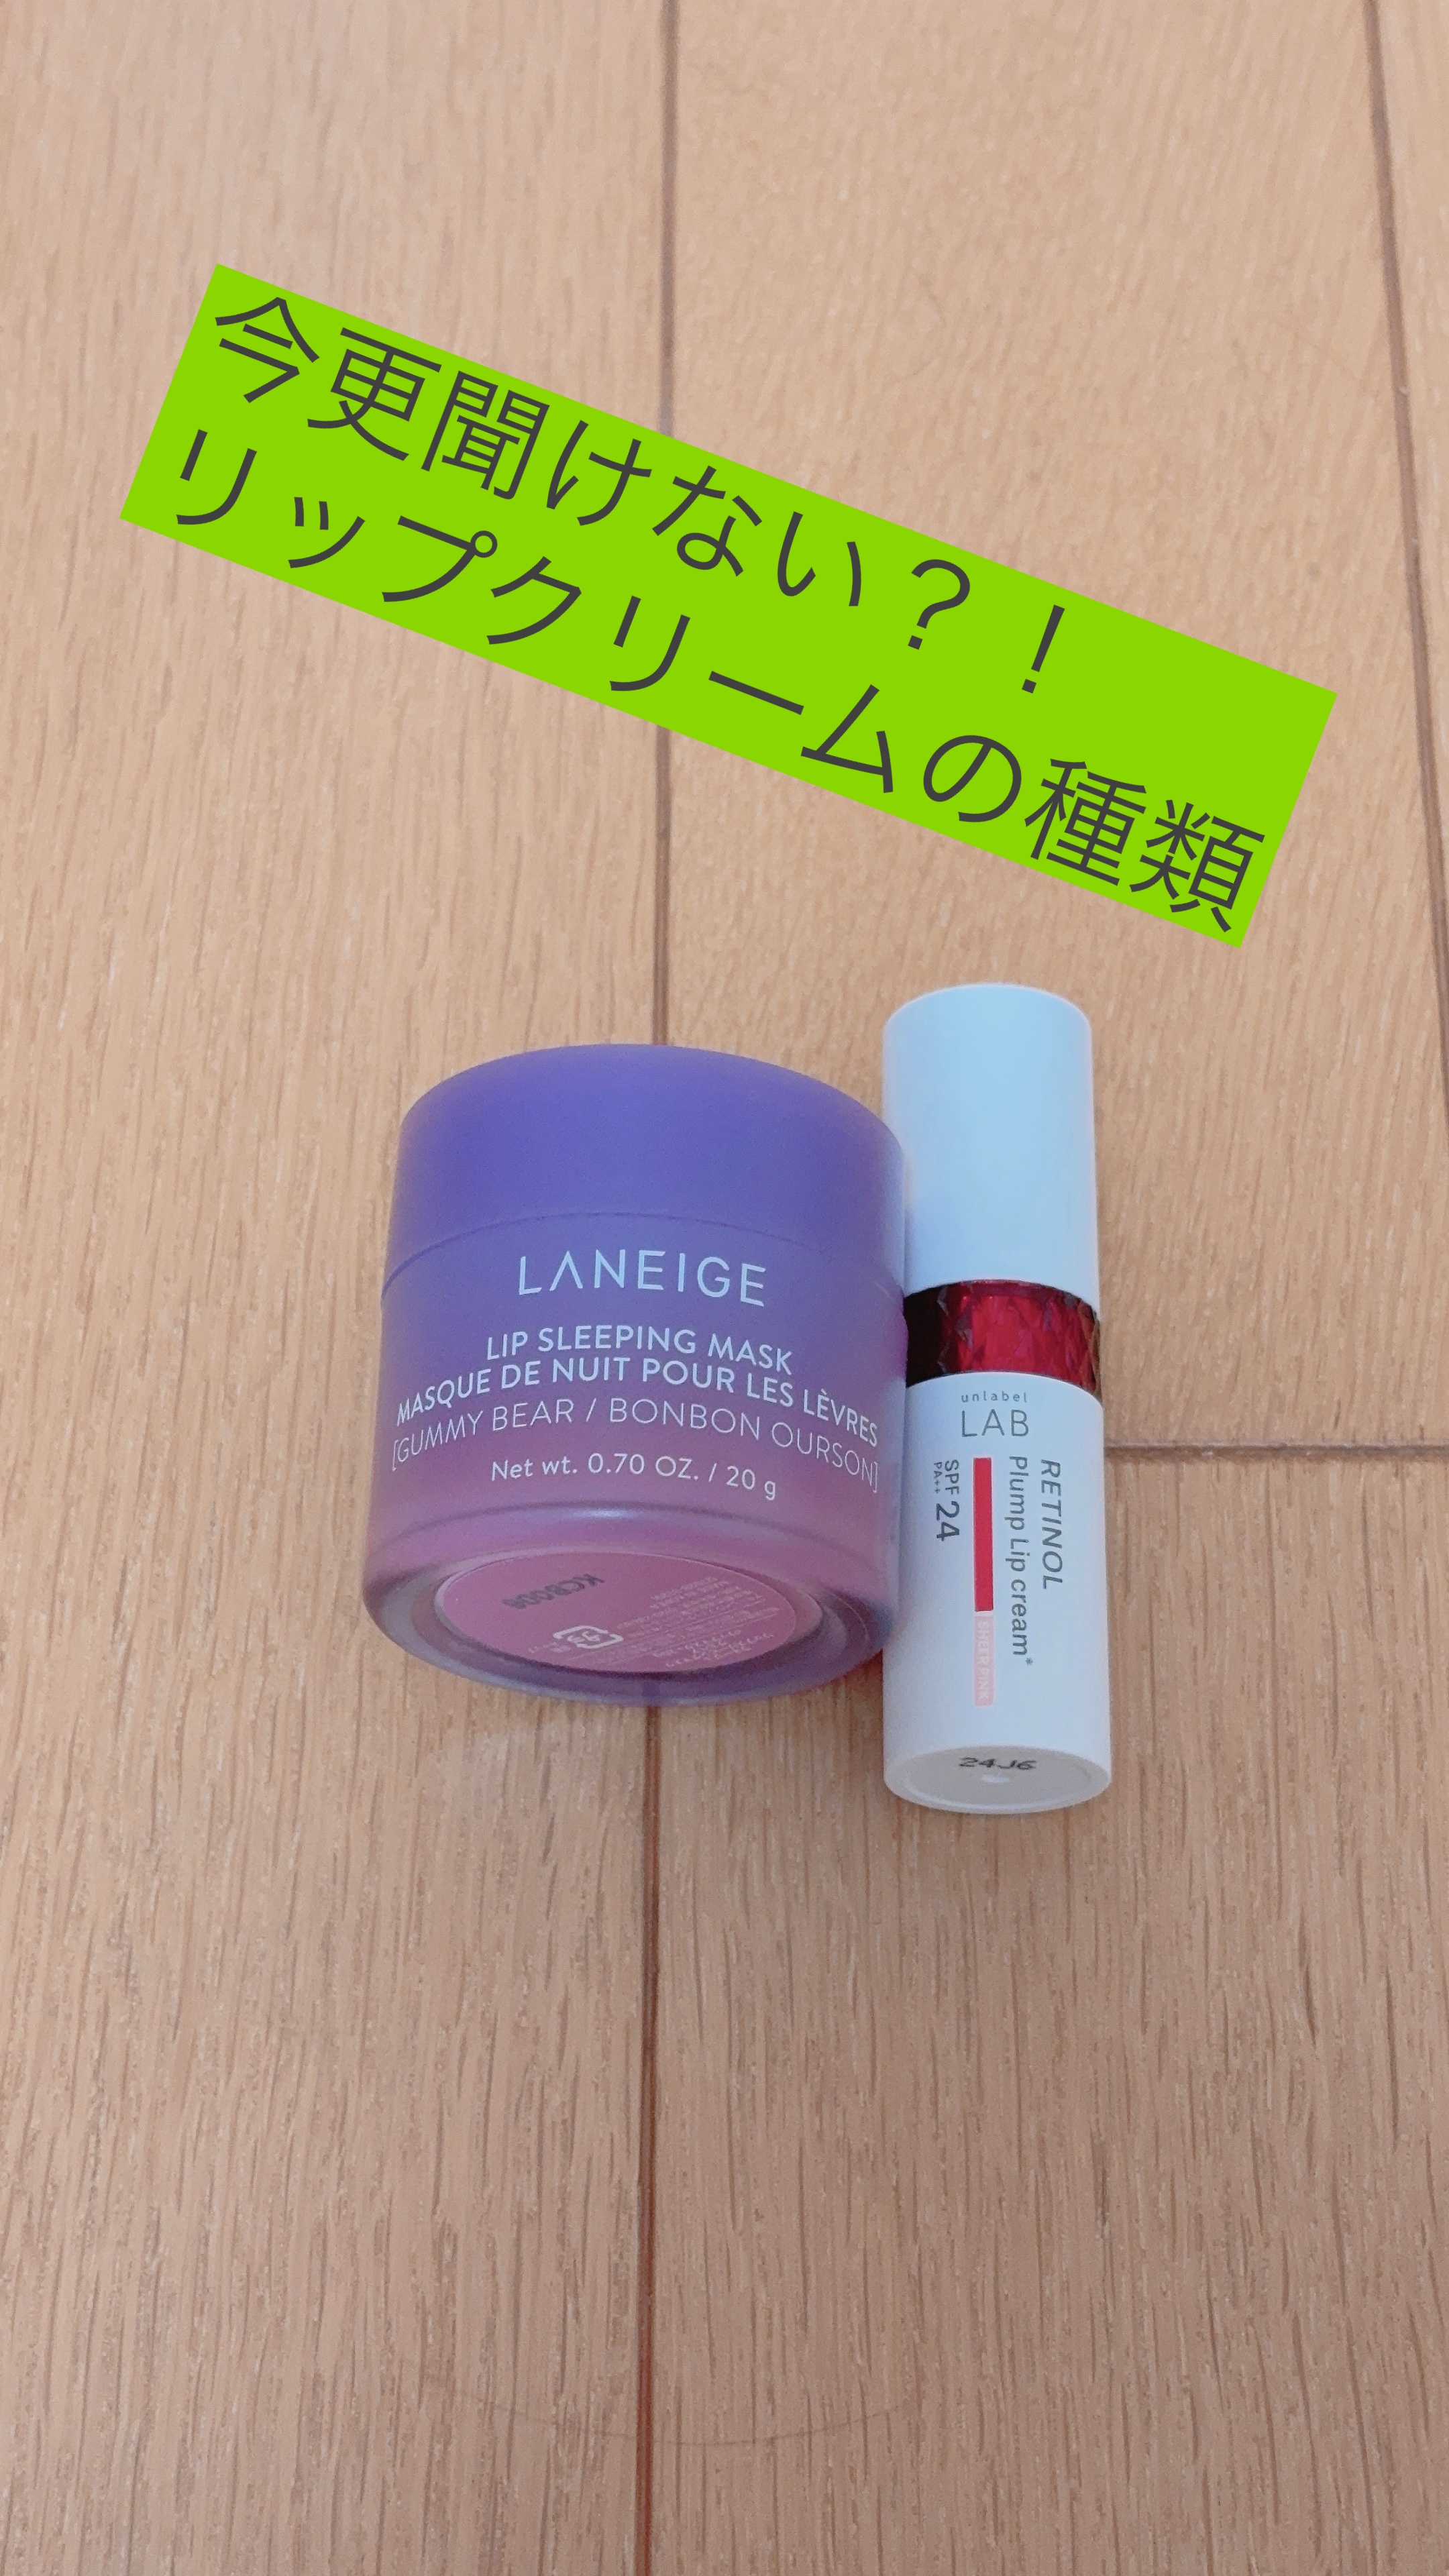 今更聞けない？！
リップクリームの種類
LANEIGE
LIP SLEEPING MASK
MASQUE DE NUIT POUR LES LÈVRES
[GUMMY BEAR / BONBON OURSON]
Net wt. 0.70 OZ. / 20 g
unlabel
LAB
RETINOL
Plump Lip cream*
SHEER PINK
SPF 24
PA++
24J6